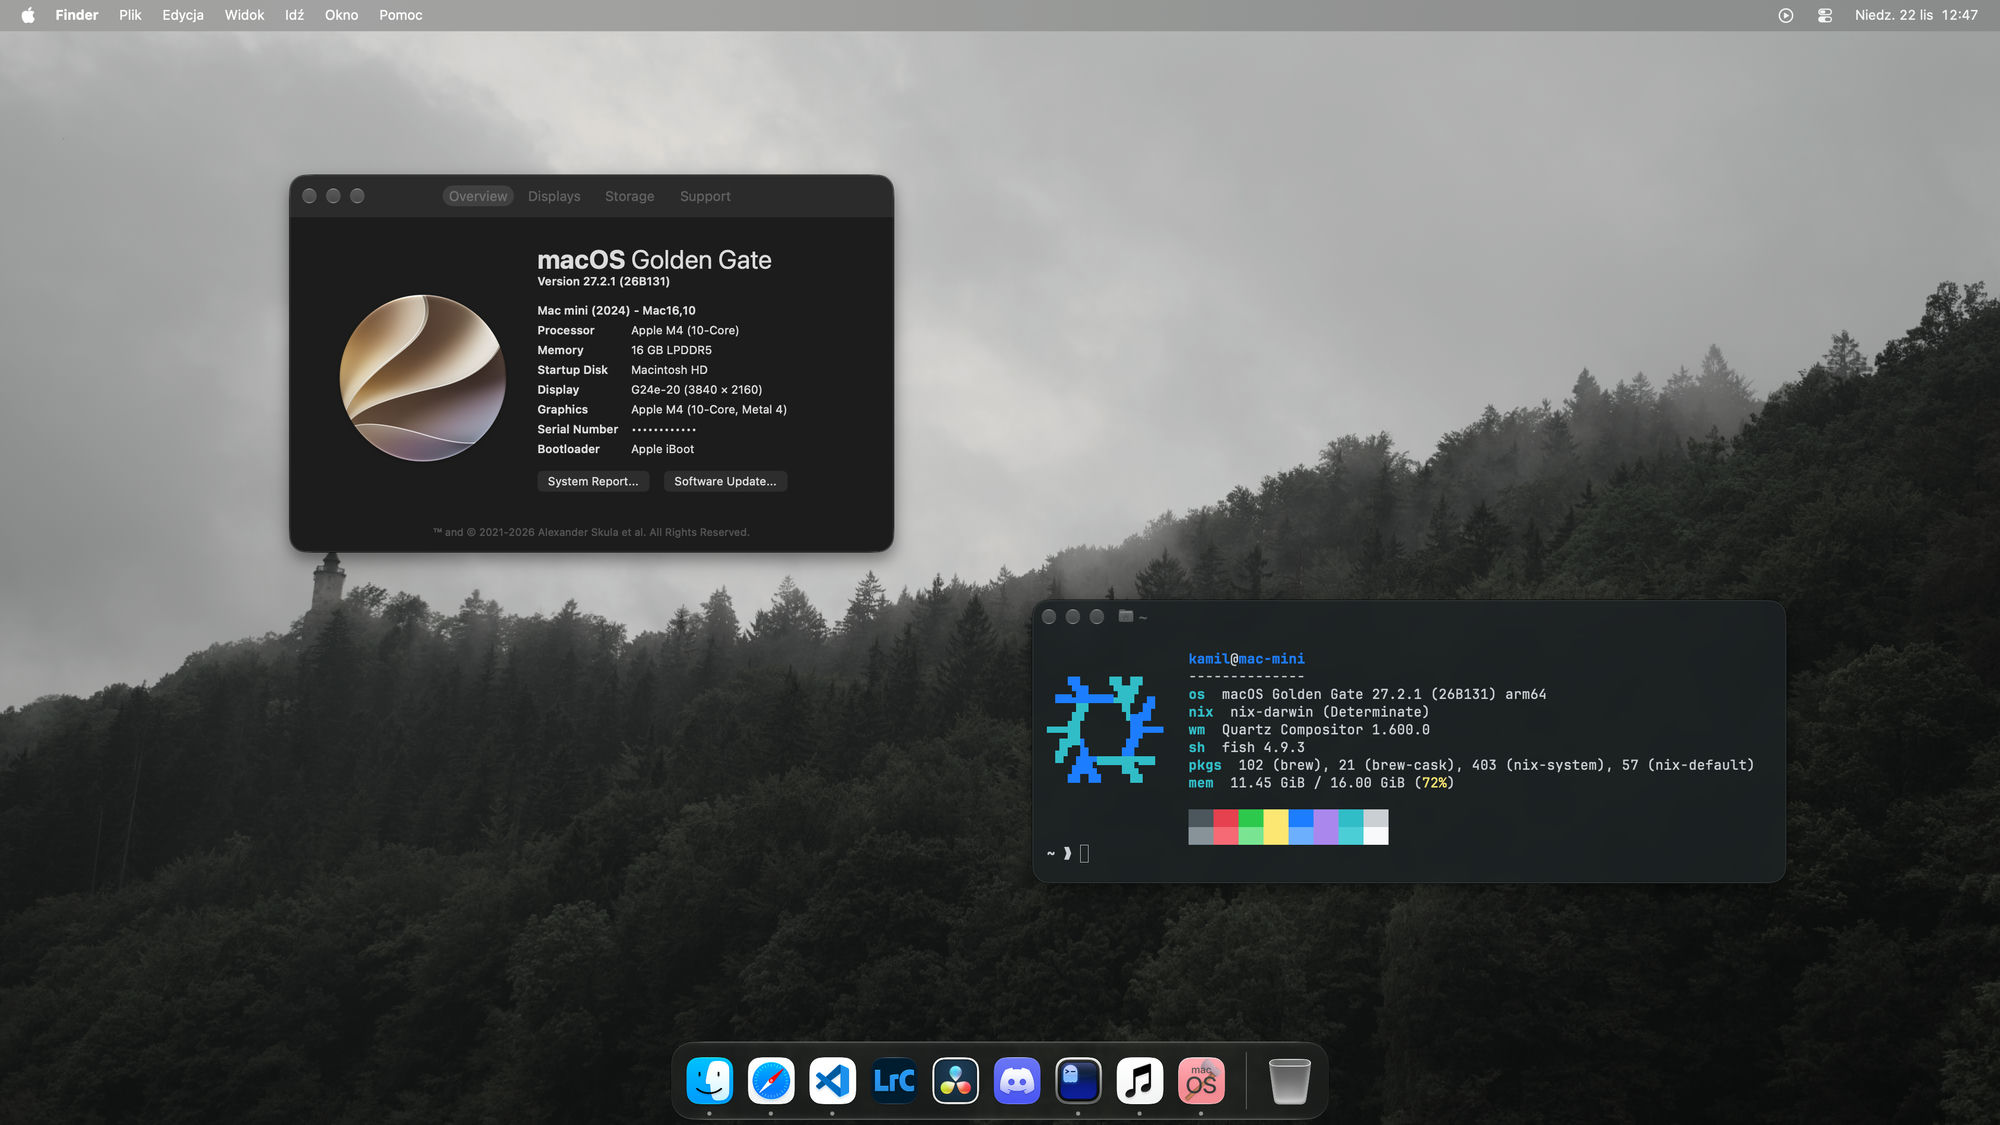 Finder Plik Edycja Widok Idź Okno Pomoc
Niedz. 22 lis 12:47
Overview Displays Storage Support
macOS Golden Gate
Version 27.2.1 (26B131)
Mac mini (2024) - Mac16,10
Processor Apple M4 (10-Core)
Memory 16 GB LPDDR5
Startup Disk Macintosh HD
Display G24e-20 (3840 × 2160)
Graphics Apple M4 (10-Core, Metal 4)
Serial Number ••••••••••••
Bootloader Apple iBoot
System Report... Software Update...
™ and © 2021-2026 Alexander Skula et al. All Rights Reserved.
~
kamil@mac-mini
--------------
os macOS Golden Gate 27.2.1 (26B131) arm64
nix nix-darwin (Determinate)
wm Quartz Compositor 1.600.0
sh fish 4.9.3
pkgs 102 (brew), 21 (brew-cask), 403 (nix-system), 57 (nix-default)
mem 11.45 GiB / 16.00 GiB (72%)
~ ❯
LrC
mac
OS